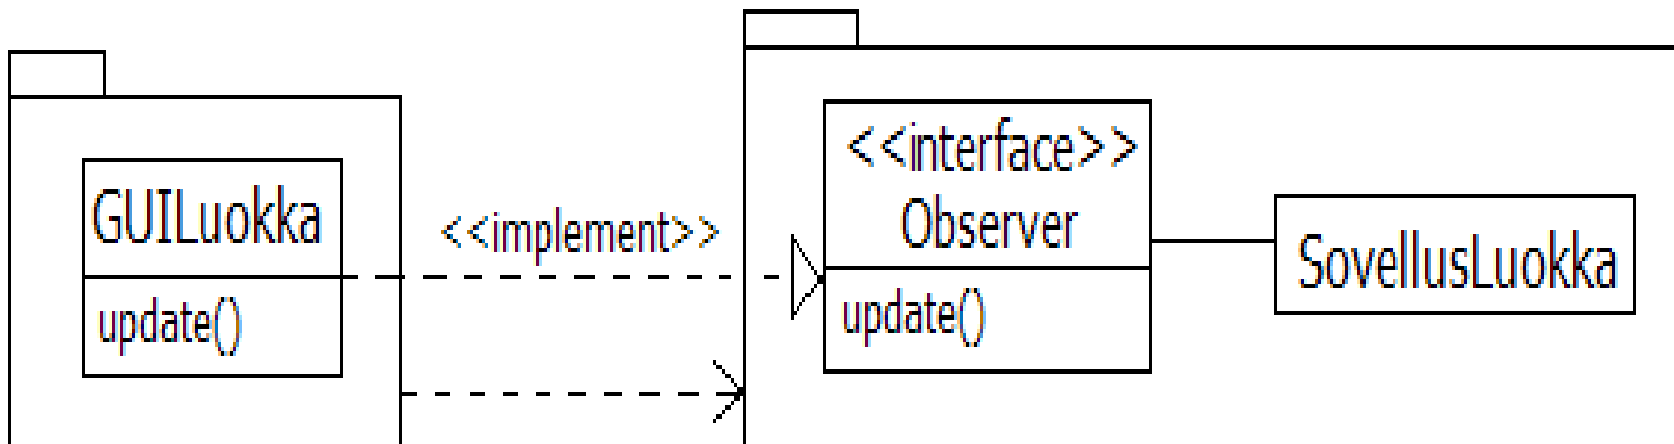 GUILuokka
update()
<<implement>>
<<interface>>
Observer
update()
SovellusLuokka